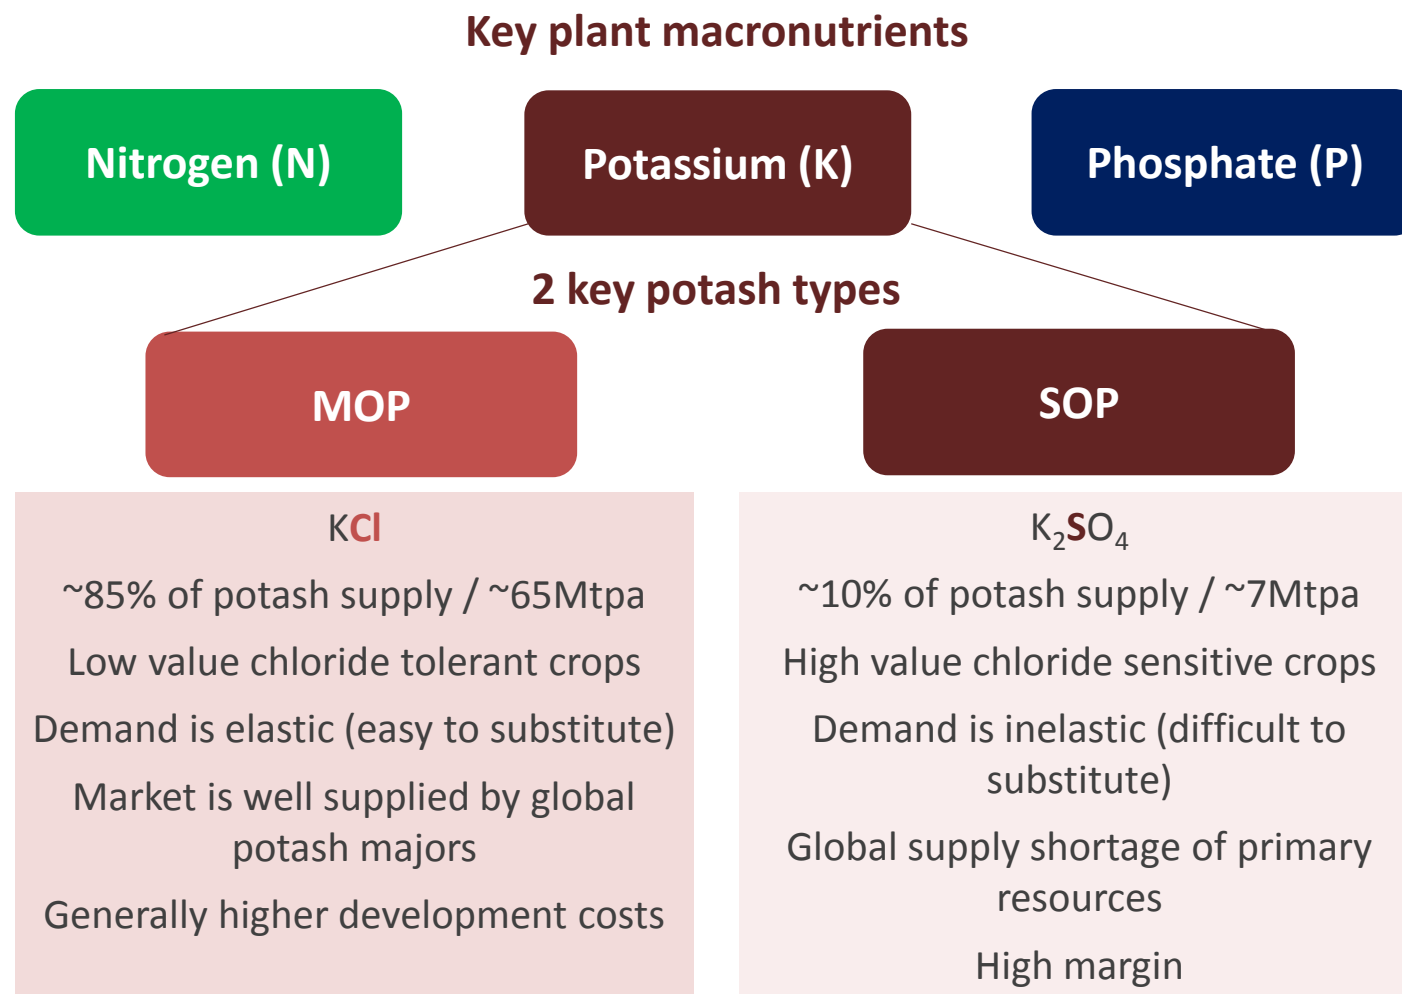 Key plant macronutrients
Nitrogen (N)
Potassium (K)
Phosphate (P)
2 key potash types
MOP
SOP
KCl
~85% of potash supply / ~65Mtpa
Low value chloride tolerant crops
Demand is elastic (easy to substitute)
Market is well supplied by global
potash majors
Generally higher development costs
K₂SO₄
~10% of potash supply / ~7Mtpa
High value chloride sensitive crops
Demand is inelastic (difficult to
substitute)
Global supply shortage of primary
resources
High margin